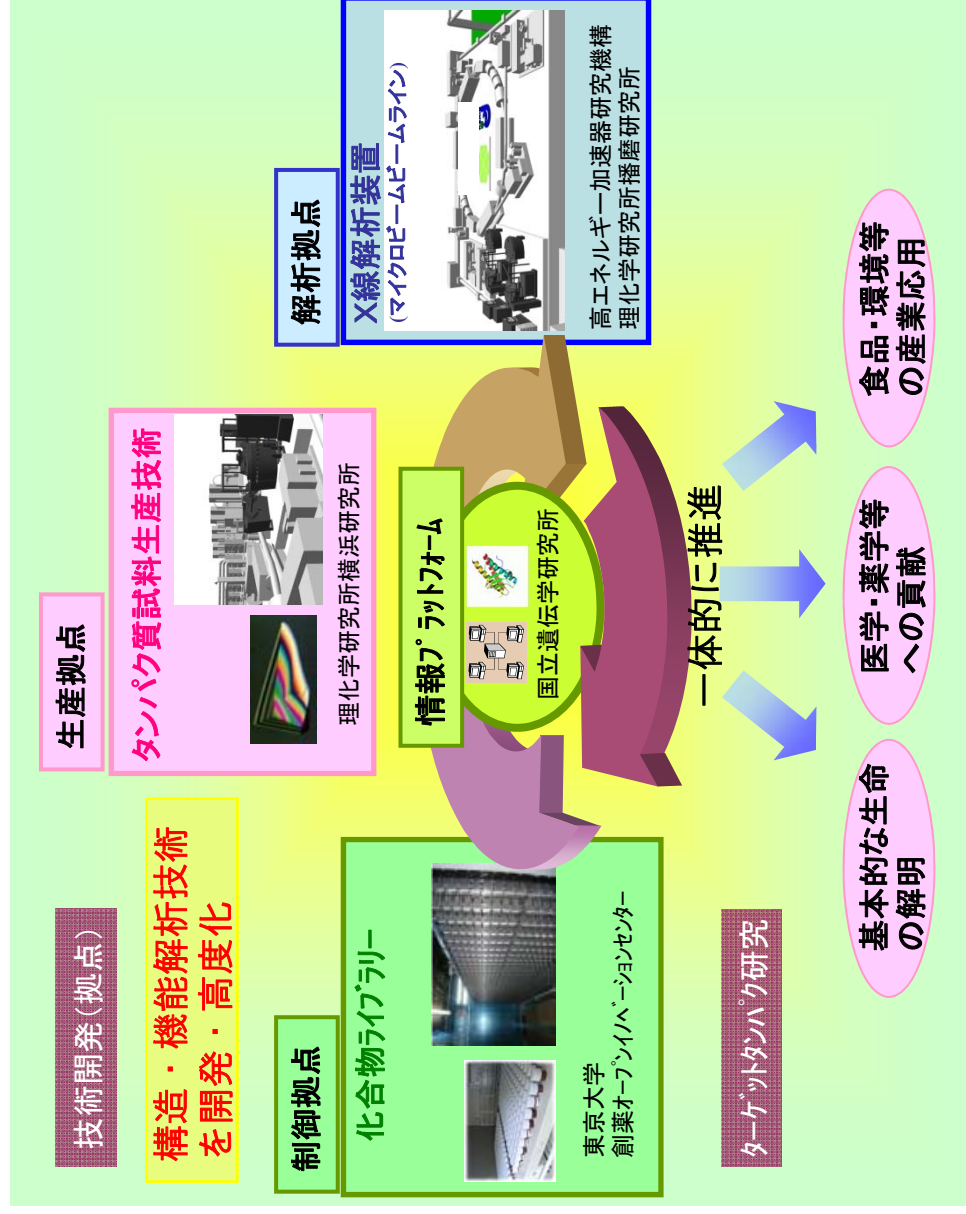 技術開発(拠点)
構造・機能解析技術
を開発・高度化
生産拠点
タンパク質試料生産技術
理化学研究所横浜研究所
制御拠点
化合物ライブラリー
東京大学
創薬オープンイノベーションセンター
情報プラットフォーム
国立遺伝学研究所
解析拠点
X線解析装置
(マイクロビームビームライン)
高エネルギー加速器研究機構
理化学研究所播磨研究所
一体的に推進
ターゲットタンパク研究
基本的な生命
の解明
医学・薬学等
への貢献
食品・環境等
の産業応用